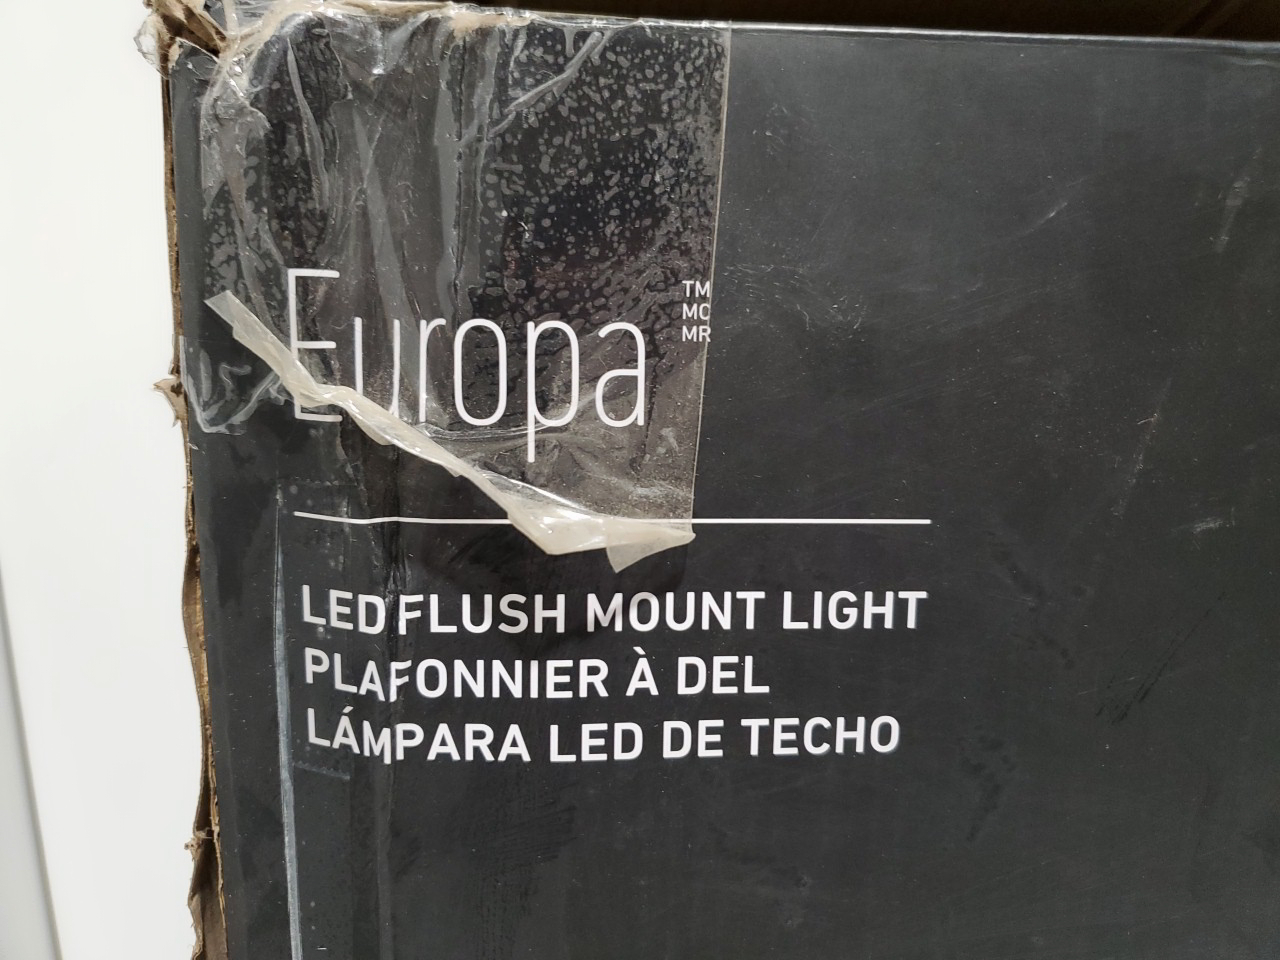 Europa
TM
MC
MR
LED FLUSH MOUNT LIGHT
PLAFONNIER À DEL
LÁMPARA LED DE TECHO